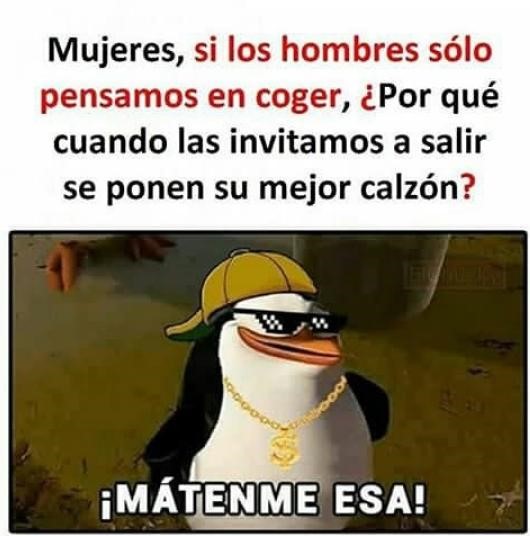 Mujeres, si los hombres sólo
pensamos en coger, ¿Por qué
cuando las invitamos a salir
se ponen su mejor calzón?
¡MÁTENME ESA!